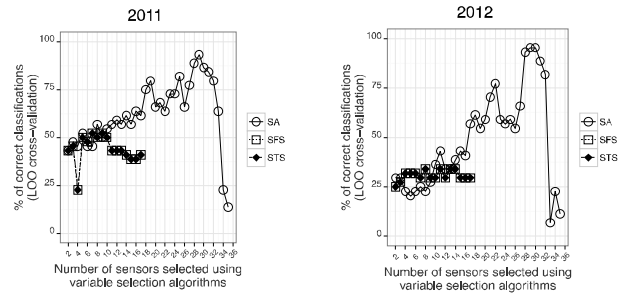 2011
% of correct classifications
(LOO cross−validation)
100
75
50
25
0
2 4 6 8 10 12 14 16 18 20 22 24 26 28 30 32 34 36
Number of sensors selected using
variable selection algorithms
SA
SFS
STS
2012
% of correct classifications
(LOO cross−validation)
100
75
50
25
0
2 4 6 8 10 12 14 16 18 20 22 24 26 28 30 32 34 36
Number of sensors selected using
variable selection algorithms
SA
SFS
STS